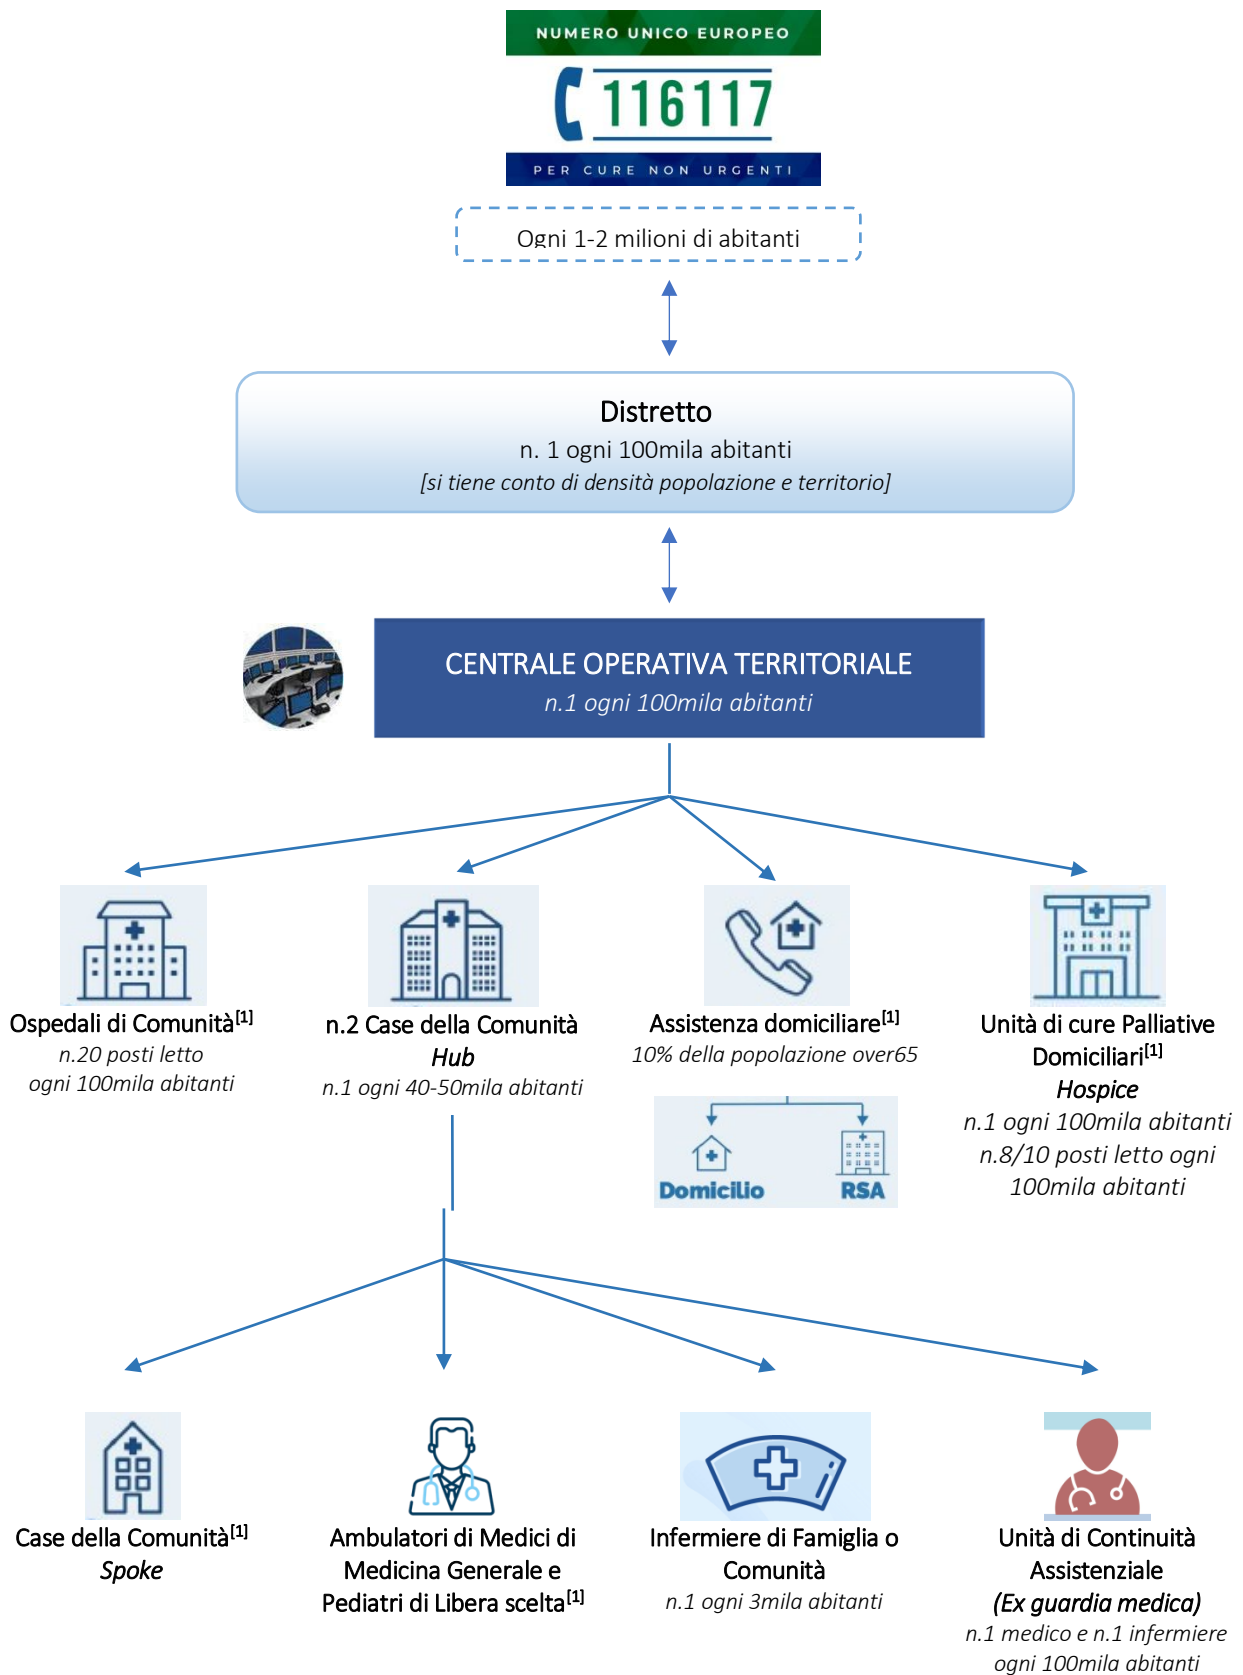 NUMERO UNICO EUROPEO
116117
PER CURE NON URGENTI
Ogni 1-2 milioni di abitanti
Distretto
n. 1 ogni 100mila abitanti
[si tiene conto di densità popolazione e territorio]
CENTRALE OPERATIVA TERRITORIALE
n.1 ogni 100mila abitanti
Ospedali di Comunità[1]
n.20 posti letto
ogni 100mila abitanti
n.2 Case della Comunità
Hub
n.1 ogni 40-50mila abitanti
Assistenza domiciliare[1]
10% della popolazione over65
Domicilio
RSA
Unità di cure Palliative
Domiciliari[1]
Hospice
n.1 ogni 100mila abitanti
n.8/10 posti letto ogni
100mila abitanti
Case della Comunità[1]
Spoke
Ambulatori di Medici di
Medicina Generale e
Pediatri di Libera scelta[1]
Infermiere di Famiglia o
Comunità
n.1 ogni 3mila abitanti
Unità di Continuità
Assistenziale
(Ex guardia medica)
n.1 medico e n.1 infermiere
ogni 100mila abitanti